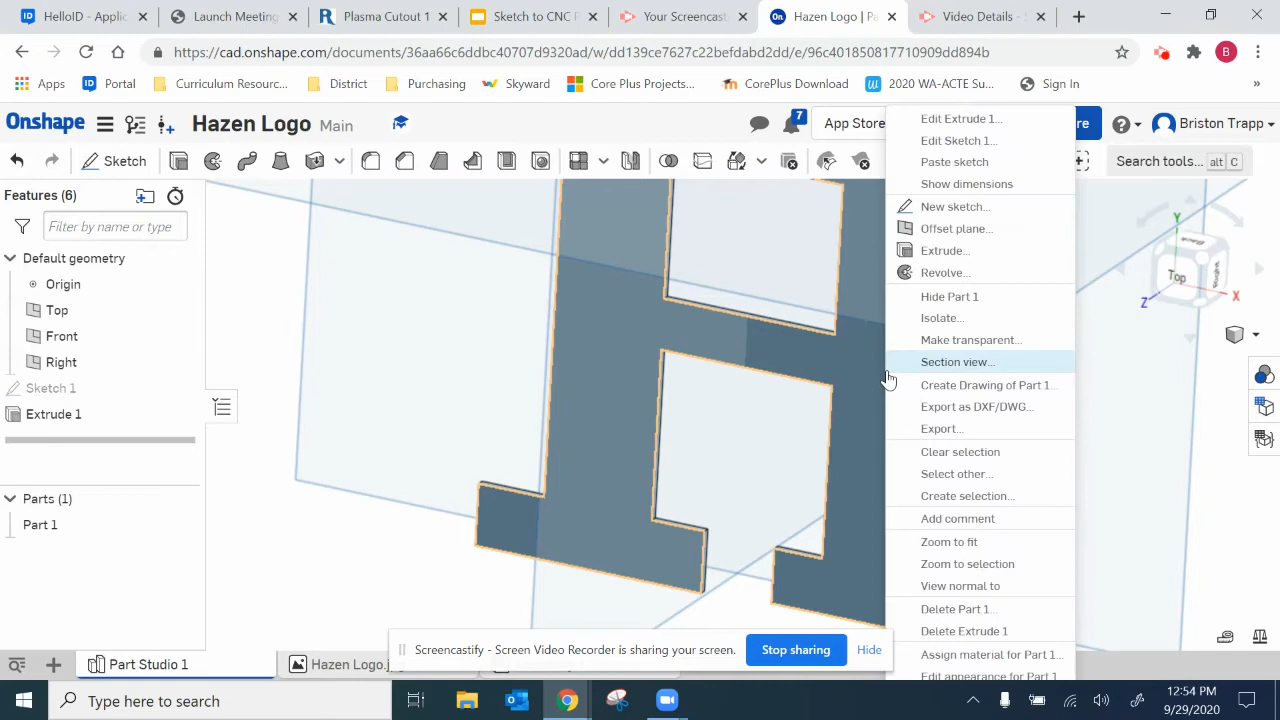 HelloID - Applic
Launch Meeting
Plasma Cutout 1
Skitch to CNC P
Your Screencast
Hazen Logo | Pa
Video Details - S
https://cad.onshape.com/documents/36aa66c6ddbc40707d9320ad/w/dd139ce7627c22befdabd2dd/e/96c401850817710909dd894b
B
Apps
Portal
Curriculum Resourc...
District
Purchasing
Skyward
Core Plus Projects...
CorePlus Download
2020 WA-ACTE Su...
Sign In
»
Onshape
Hazen Logo
Main
7
App Store
re
Briston Trapp
Sketch
Search tools...
alt
C
Features (6)
Filter by name or type
Default geometry
Origin
Top
Front
Right
Sketch 1
Extrude 1
Parts (1)
Part 1
Edit Extrude 1...
Edit Sketch 1...
Paste sketch
Show dimensions
New sketch...
Offset plane...
Extrude...
Revolve...
Hide Part 1
Isolate...
Make transparent...
Section view...
Create Drawing of Part 1...
Export as DXF/DWG...
Export...
Clear selection
Select other...
Create selection...
Add comment
Zoom to fit
Zoom to selection
View normal to
Delete Part 1...
Delete Extrude 1
Assign material for Part 1...
Edit appearance for Part 1
Y
Top
X
Z
Screencastify - Screen Video Recorder is sharing your screen.
Stop sharing
Hide
Part Studio 1
Hazen Logo.j
Type here to search
12:54 PM
9/29/2020